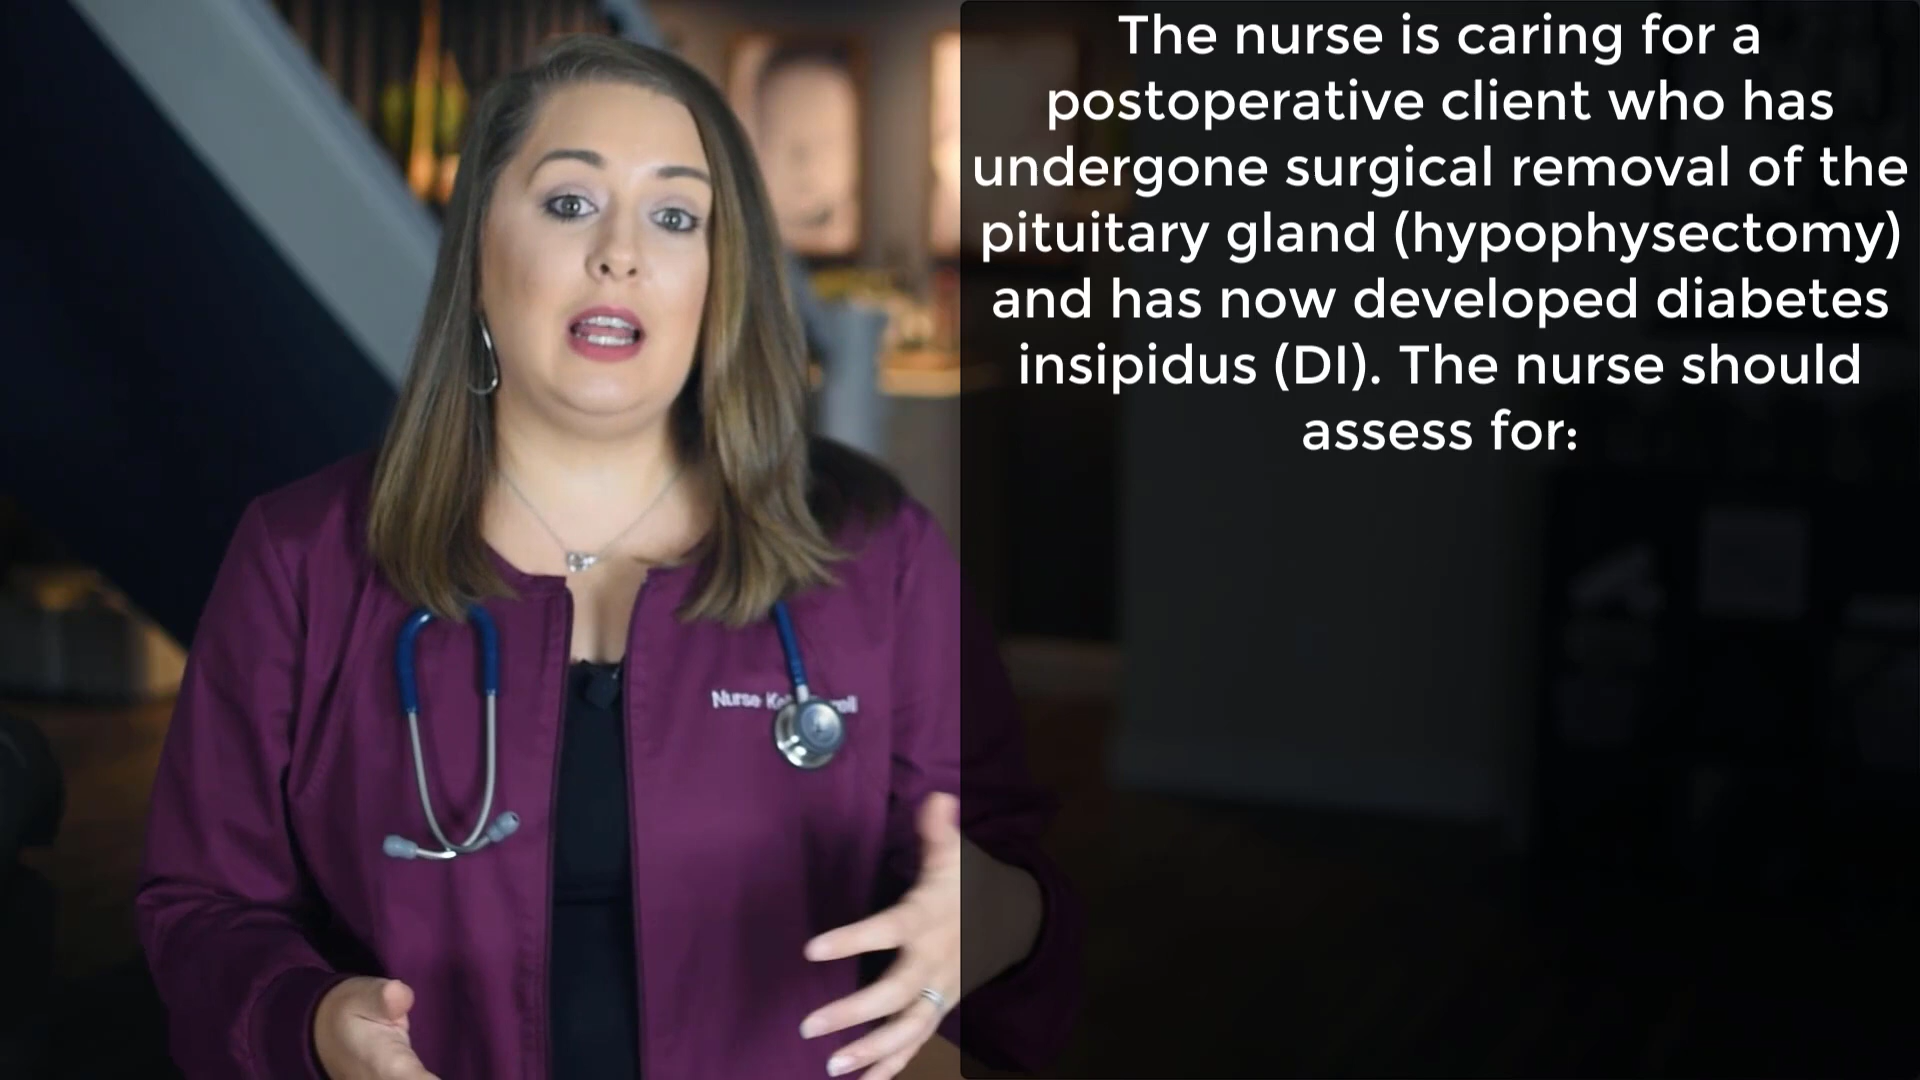 The nurse is caring for a
postoperative client who has
undergone surgical removal of the
pituitary gland (hypophysectomy)
and has now developed diabetes
insipidus (DI). The nurse should
assess for:
Nurse